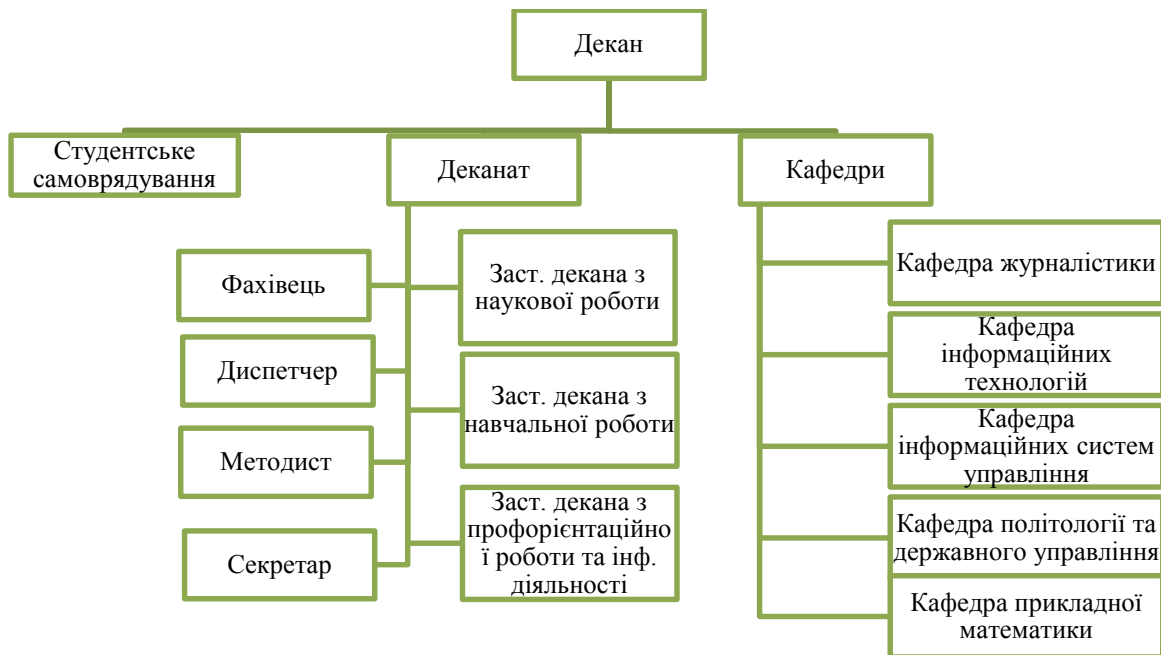 Декан
Студентське
самоврядування
Деканат
Кафедри
Фахівець
Заст. декана з
наукової роботи
Диспетчер
Заст. декана з
навчальної роботи
Методист
Заст. декана з
профорієнтаційно
ї роботи та інф.
діяльності
Секретар
Кафедра журналістики
Кафедра
інформаційних
технологій
Кафедра
інформаційних систем
управління
Кафедра політології та
державного управління
Кафедра прикладної
математики